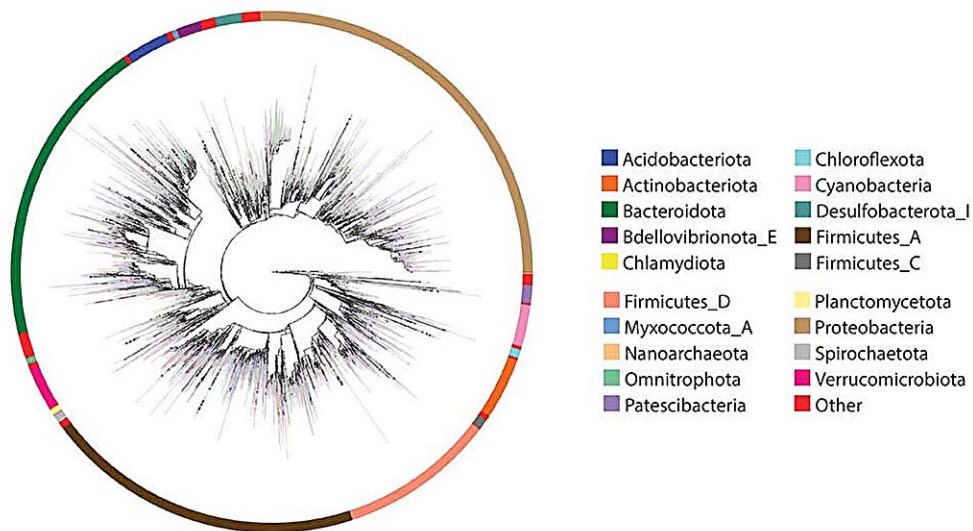 Acidobacteriota
Actinobacteriota
Bacteroidota
Bdellovibrionota_E
Chlamydiota
Firmicutes_D
Myxococcota_A
Nanoarchaeota
Omnitrophota
Patescibacteria
Chloroflexota
Cyanobacteria
Desulfobacterota_I
Firmicutes_A
Firmicutes_C
Planctomycetota
Proteobacteria
Spirochaetota
Verrucomicrobiota
Other